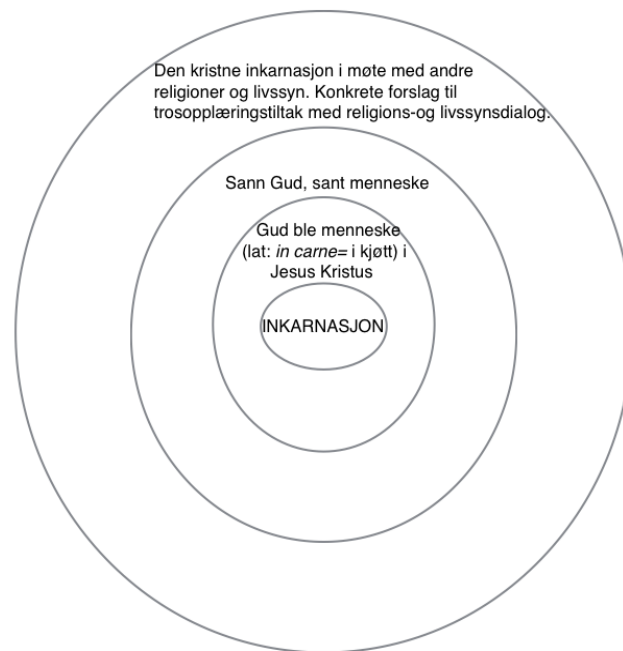 Den kristne inkarnasjon i møte med andre
religioner og livssyn. Konkrete forslag til
trosopplæringstiltak med religions-og livssynsdialog.
Sann Gud, sant menneske
Gud ble menneske
(lat: in carne= i kjøtt) i
Jesus Kristus
INKARNASJON